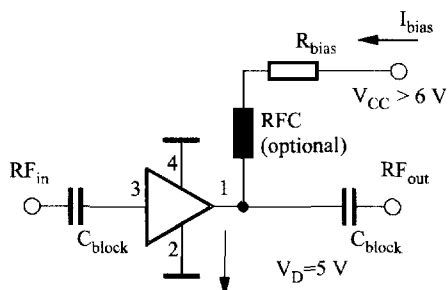 I_bias
R_bias
V_CC > 6 V
RFC
(optional)
4
RF_in
3
1
RF_out
C_block
2
C_block
V_D=5 V